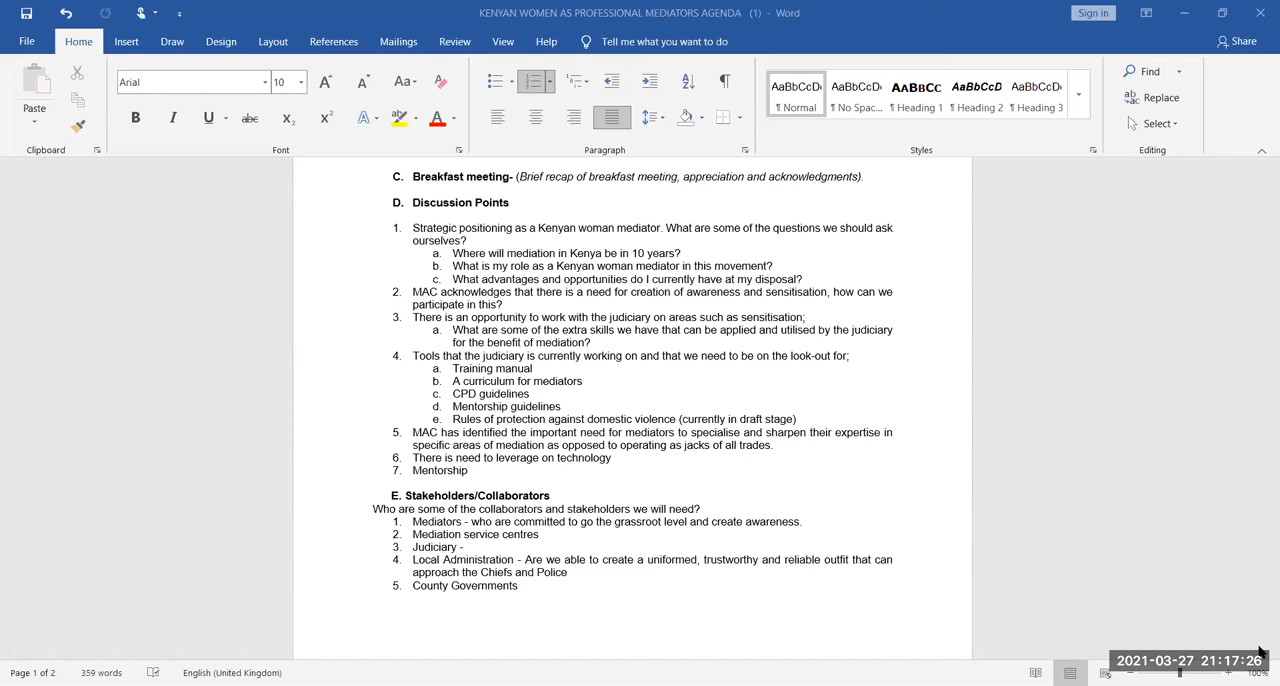 KENYAN WOMEN AS PROFESSIONAL MEDIATORS AGENDA (1) - Word
Sign in
File Home Insert Draw Design Layout References Mailings Review View Help Tell me what you want to do Share
Paste
Clipboard
Arial 10
Font
Paragraph
AaBbCcDc AaBbCcDc AABBCC AaBbCcD AaBbCcDc
¶ Normal ¶ No Spac... ¶ Heading 1 ¶ Heading 2 ¶ Heading 3
Styles
Find
Replace
Select
Editing
C. Breakfast meeting- (Brief recap of breakfast meeting, appreciation and acknowledgments).
D. Discussion Points
1. Strategic positioning as a Kenyan woman mediator. What are some of the questions we should ask
ourselves?
a. Where will mediation in Kenya be in 10 years?
b. What is my role as a Kenyan woman mediator in this movement?
c. What advantages and opportunities do I currently have at my disposal?
2. MAC acknowledges that there is a need for creation of awareness and sensitisation, how can we
participate in this?
3. There is an opportunity to work with the judiciary on areas such as sensitisation;
a. What are some of the extra skills we have that can be applied and utilised by the judiciary
for the benefit of mediation?
4. Tools that the judiciary is currently working on and that we need to be on the look-out for;
a. Training manual
b. A curriculum for mediators
c. CPD guidelines
d. Mentorship guidelines
e. Rules of protection against domestic violence (currently in draft stage)
5. MAC has identified the important need for mediators to specialise and sharpen their expertise in
specific areas of mediation as opposed to operating as jacks of all trades.
6. There is need to leverage on technology
7. Mentorship
E. Stakeholders/Collaborators
Who are some of the collaborators and stakeholders we will need?
1. Mediators - who are committed to go the grassroot level and create awareness.
2. Mediation service centres
3. Judiciary -
4. Local Administration - Are we able to create a uniformed, trustworthy and reliable outfit that can
approach the Chiefs and Police
5. County Governments
2021-03-27 21:17:26
Page 1 of 2 359 words English (United Kingdom) 100%